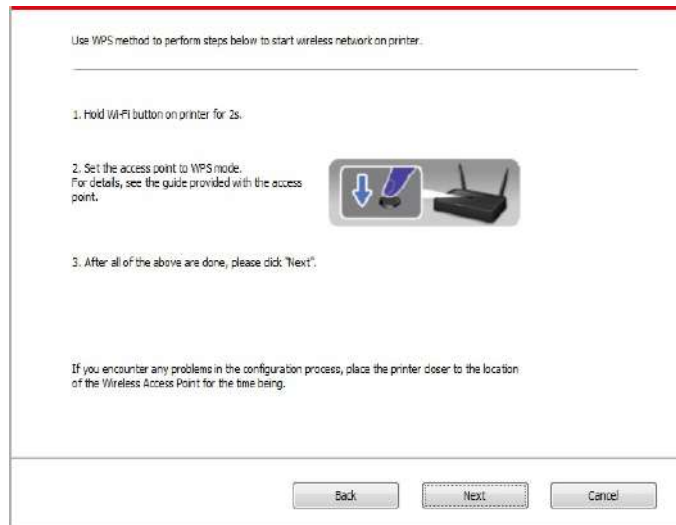 Use WPS method to perform steps below to start wireless network on printer.
1. Hold Wi-Fi button on printer for 2s.
2. Set the access point to WPS mode.
For details, see the guide provided with the access
point.
3. After all of the above are done, please click "Next".
If you encounter any problems in the configuration process, place the printer closer to the location
of the Wireless Access Point for the time being.
Back Next Cancel